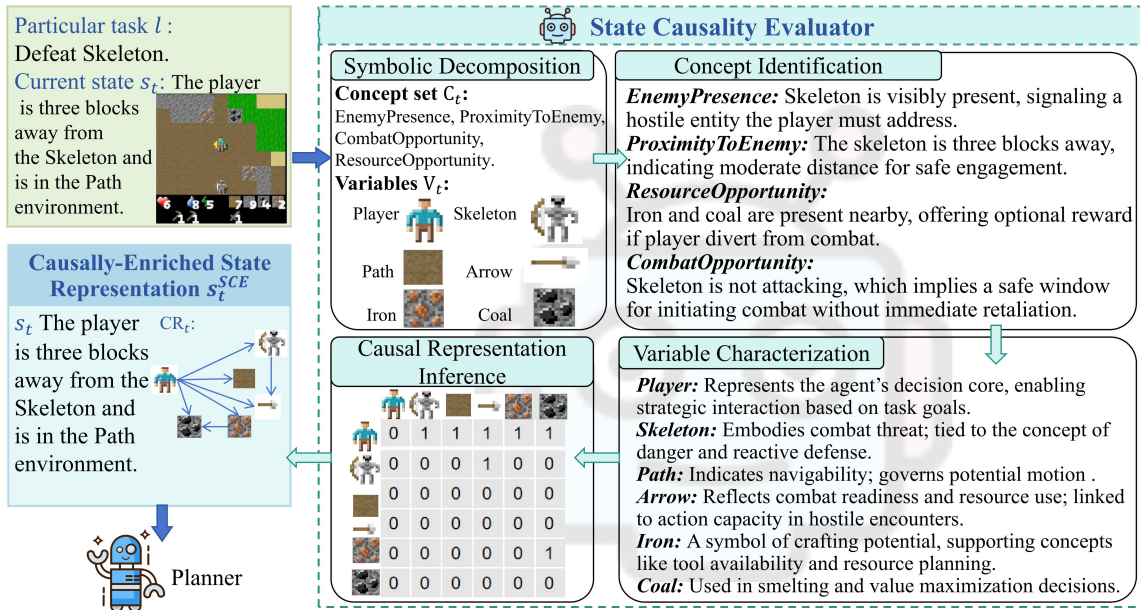 Particular task l :
Defeat Skeleton.
Current state s_t: The player
is three blocks
away from
the Skeleton and
is in the Path
environment.
6 8 5 7 9 4 2
1 1
State Causality Evaluator
Symbolic Decomposition
Concept set C_t:
EnemyPresence, ProximityToEnemy,
CombatOpportunity,
ResourceOpportunity.
Variables V_t:
Player Skeleton
Path Arrow
Iron Coal
Concept Identification
EnemyPresence: Skeleton is visibly present, signaling a
hostile entity the player must address.
ProximityToEnemy: The skeleton is three blocks away,
indicating moderate distance for safe engagement.
ResourceOpportunity:
Iron and coal are present nearby, offering optional reward
if player divert from combat.
CombatOpportunity:
Skeleton is not attacking, which implies a safe window
for initiating combat without immediate retaliation.
Variable Characterization
Player: Represents the agent's decision core, enabling
strategic interaction based on task goals.
Skeleton: Embodies combat threat; tied to the concept of
danger and reactive defense.
Path: Indicates navigability; governs potential motion .
Arrow: Reflects combat readiness and resource use; linked
to action capacity in hostile encounters.
Iron: A symbol of crafting potential, supporting concepts
like tool availability and resource planning.
Coal: Used in smelting and value maximization decisions.
Causal Representation
Inference
0 1 1 1 1 1
0 0 0 1 0 0
0 0 0 0 0 0
0 0 0 0 0 0
0 0 0 0 0 1
0 0 0 0 0 0
Causally-Enriched State
Representation s_t^SCE
s_t The player CR_t:
is three blocks
away from the
Skeleton and
is in the Path
environment.
Planner